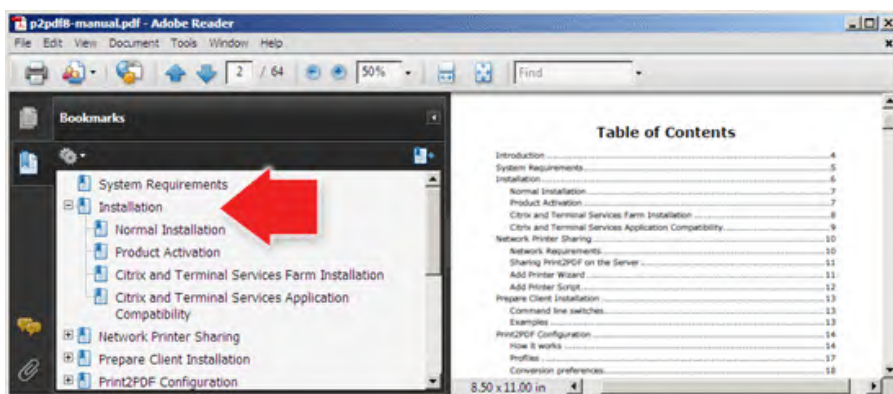 p2pdf8-manual.pdf - Adobe Reader
File Edit View Document Tools Window Help
2 / 64 50% Find
Bookmarks
System Requirements
Installation
Normal Installation
Product Activation
Citrix and Terminal Services Farm Installation
Citrix and Terminal Services Application
Compatibility
Network Printer Sharing
Prepare Client Installation
Print2PDF Configuration
Table of Contents
Introduction 4
System Requirements 5
Installation 6
Normal Installation 7
Product Activation 7
Citrix and Terminal Services Farm Installation 8
Citrix and Terminal Services Application Compatibility 9
Network Printer Sharing 10
Network Requirements 10
Sharing Print2PDF on the Server 11
Add Printer Wizard 11
Add Printer Script 12
Prepare Client Installation 13
Command line switches 13
Examples 13
Print2PDF Configuration 14
How it works 14
Profiles 17
Conversion preferences 18
8.50 x 11.00 in